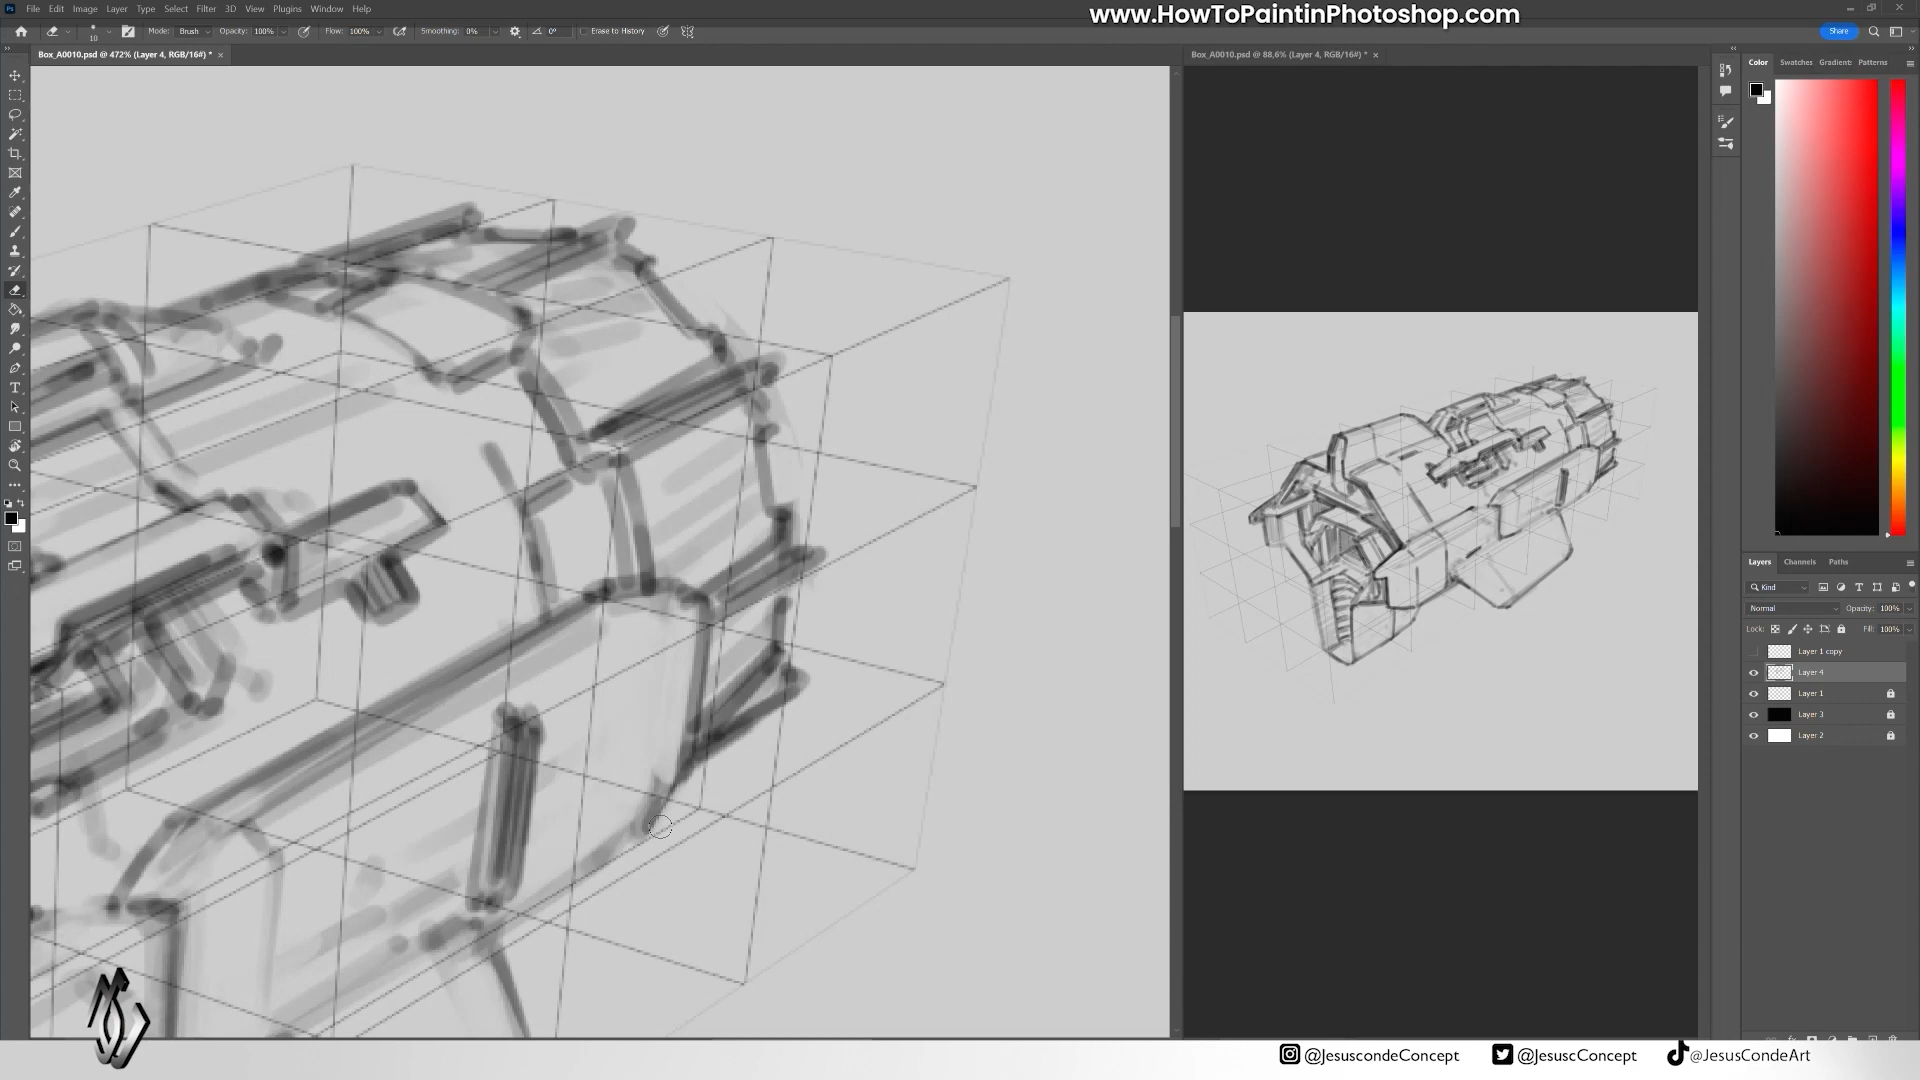 File Edit Image Layer Type Select Filter 3D View Plugins Window Help
www.HowToPaintinPhotoshop.com
10 Mode: Brush Opacity: 100% Flow: 100% Smoothing: 0% 0° Erase to History
Share
Box_A0010.psd @ 472% (Layer 4, RGB/16#) * ×
Box_A0010.psd @ 88,6% (Layer 4, RGB/16#) * ×
Color Swatches Gradient: Patterns
Layers Channels Paths
Kind
Normal Opacity: 100%
Lock: Fill: 100%
Layer 1 copy
Layer 4
Layer 1
Layer 3
Layer 2
@JesuscondeConcept @JesuscConcept @JesusCondeArt